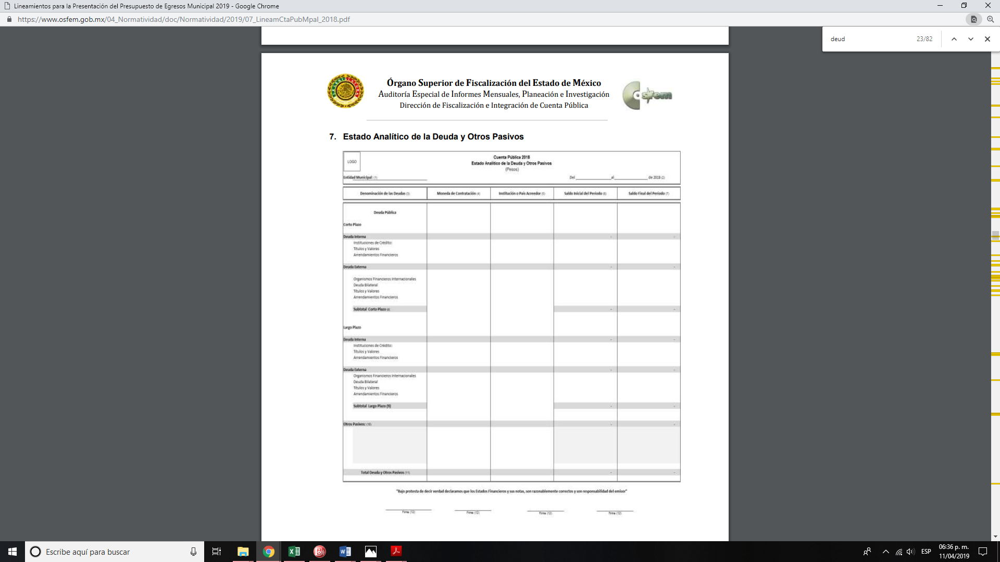 Lineamientos para la Presentación del Presupuesto de Egresos Municipal 2019 - Google Chrome
https://www.osfem.gob.mx/04_Normatividad/doc/Normatividad/2019/07_LineamCtaPubMpal_2018.pdf
deud 23/82
Órgano Superior de Fiscalización del Estado de México
Auditoría Especial de Informes Mensuales, Planeación e Investigación
Dirección de Fiscalización e Integración de Cuenta Pública
osfem
7. Estado Analítico de la Deuda y Otros Pasivos
LOGO
Cuenta Pública 2018
Estado Analítico de la Deuda y Otros Pasivos
(Pesos)
Entidad Municipal: (1) Del al de 2018 (2)
Denominación de las Deudas (3) Moneda de Contratación (4) Institución o País Acreedor (5) Saldo Inicial del Periodo (6) Saldo Final del Periodo (7)
Deuda Pública
Corto Plazo
Deuda Interna - -
Instituciones de Crédito:
Títulos y Valores
Arrendamientos Financieros
Deuda Externa - -
Organismos Financieros Internacionales
Deuda Bilateral
Títulos y Valores
Arrendamientos Financieros
Subtotal Corto Plazo (8) - -
Largo Plazo
Deuda Interna - -
Instituciones de Crédito:
Títulos y Valores
Arrendamientos Financieros
Deuda Externa - -
Organismos Financieros Internacionales
Deuda Bilateral
Títulos y Valores
Arrendamientos Financieros
Subtotal Largo Plazo (9) - -
Otros Pasivos: (10) - -
Total Deuda y Otros Pasivos (11) - -
"Bajo protesta de decir verdad declaramos que los Estados Financieros y sus notas, son razonablemente correctos y son responsabilidad del emisor"
Firma (12) Firma (12) Firma (12) Firma (12)
Escribe aquí para buscar
ESP
06:36 p. m.
11/04/2019